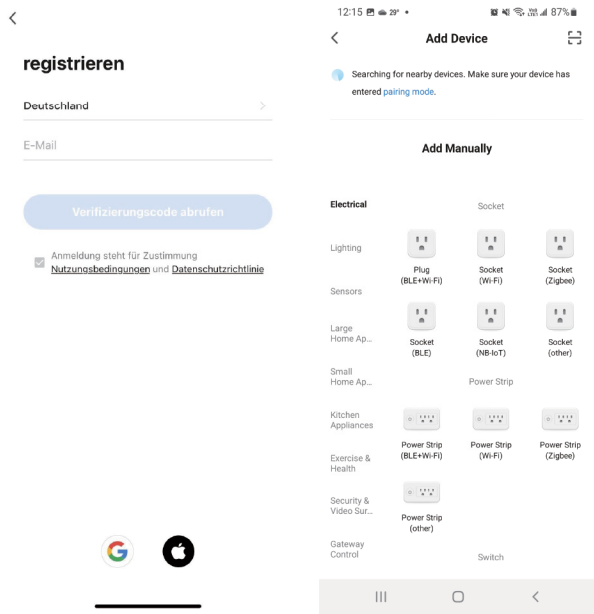 registrieren
Deutschland
E-Mail
Verifizierungscode abrufen
Anmeldung steht für Zustimmung
Nutzungsbedingungen und Datenschutzrichtlinie
12:15 29° 87%
Add Device
Searching for nearby devices. Make sure your device has
entered pairing mode.
Add Manually
Electrical
Lighting
Sensors
Large
Home Ap...
Small
Home Ap...
Kitchen
Appliances
Exercise &
Health
Security &
Video Sur...
Gateway
Control
Socket
Plug
(BLE+Wi-Fi)
Socket
(Wi-Fi)
Socket
(Zigbee)
Socket
(BLE)
Socket
(NB-IoT)
Socket
(other)
Power Strip
Power Strip
(BLE+Wi-Fi)
Power Strip
(Wi-Fi)
Power Strip
(Zigbee)
Power Strip
(other)
Switch